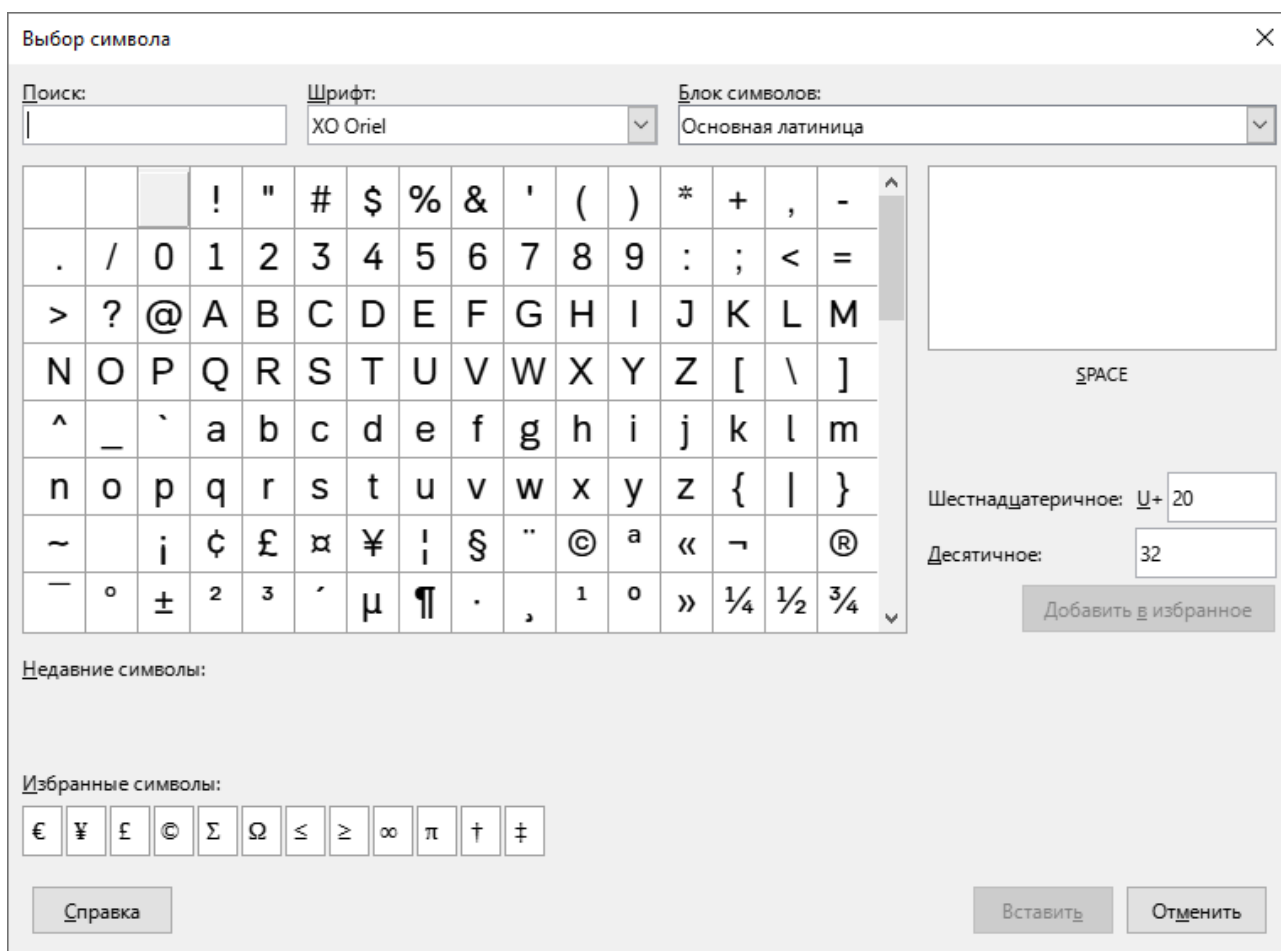 Выбор символа
Поиск: Шрифт: Блок символов:
XO Oriel Основная латиница
! " # $ % & ' ( ) * + , -
. / 0 1 2 3 4 5 6 7 8 9 : ; < =
> ? @ A B C D E F G H I J K L M
N O P Q R S T U V W X Y Z [ \ ]
^ _ ` a b c d e f g h i j k l m
n o p q r s t u v w x y z { | }
~ ¡ ¢ £ ¤ ¥ ¦ § ¨ © ª « ¬ ®
¯ ° ± ² ³ ´ µ ¶ · ¸ ¹ º » ¼ ½ ¾
SPACE
Шестнадцатеричное: U+ 20
Десятичное: 32
Добавить в избранное
Недавние символы:
Избранные символы:
€ ¥ £ © Σ Ω ≤ ≥ ∞ π † ‡
Справка Вставить Отменить